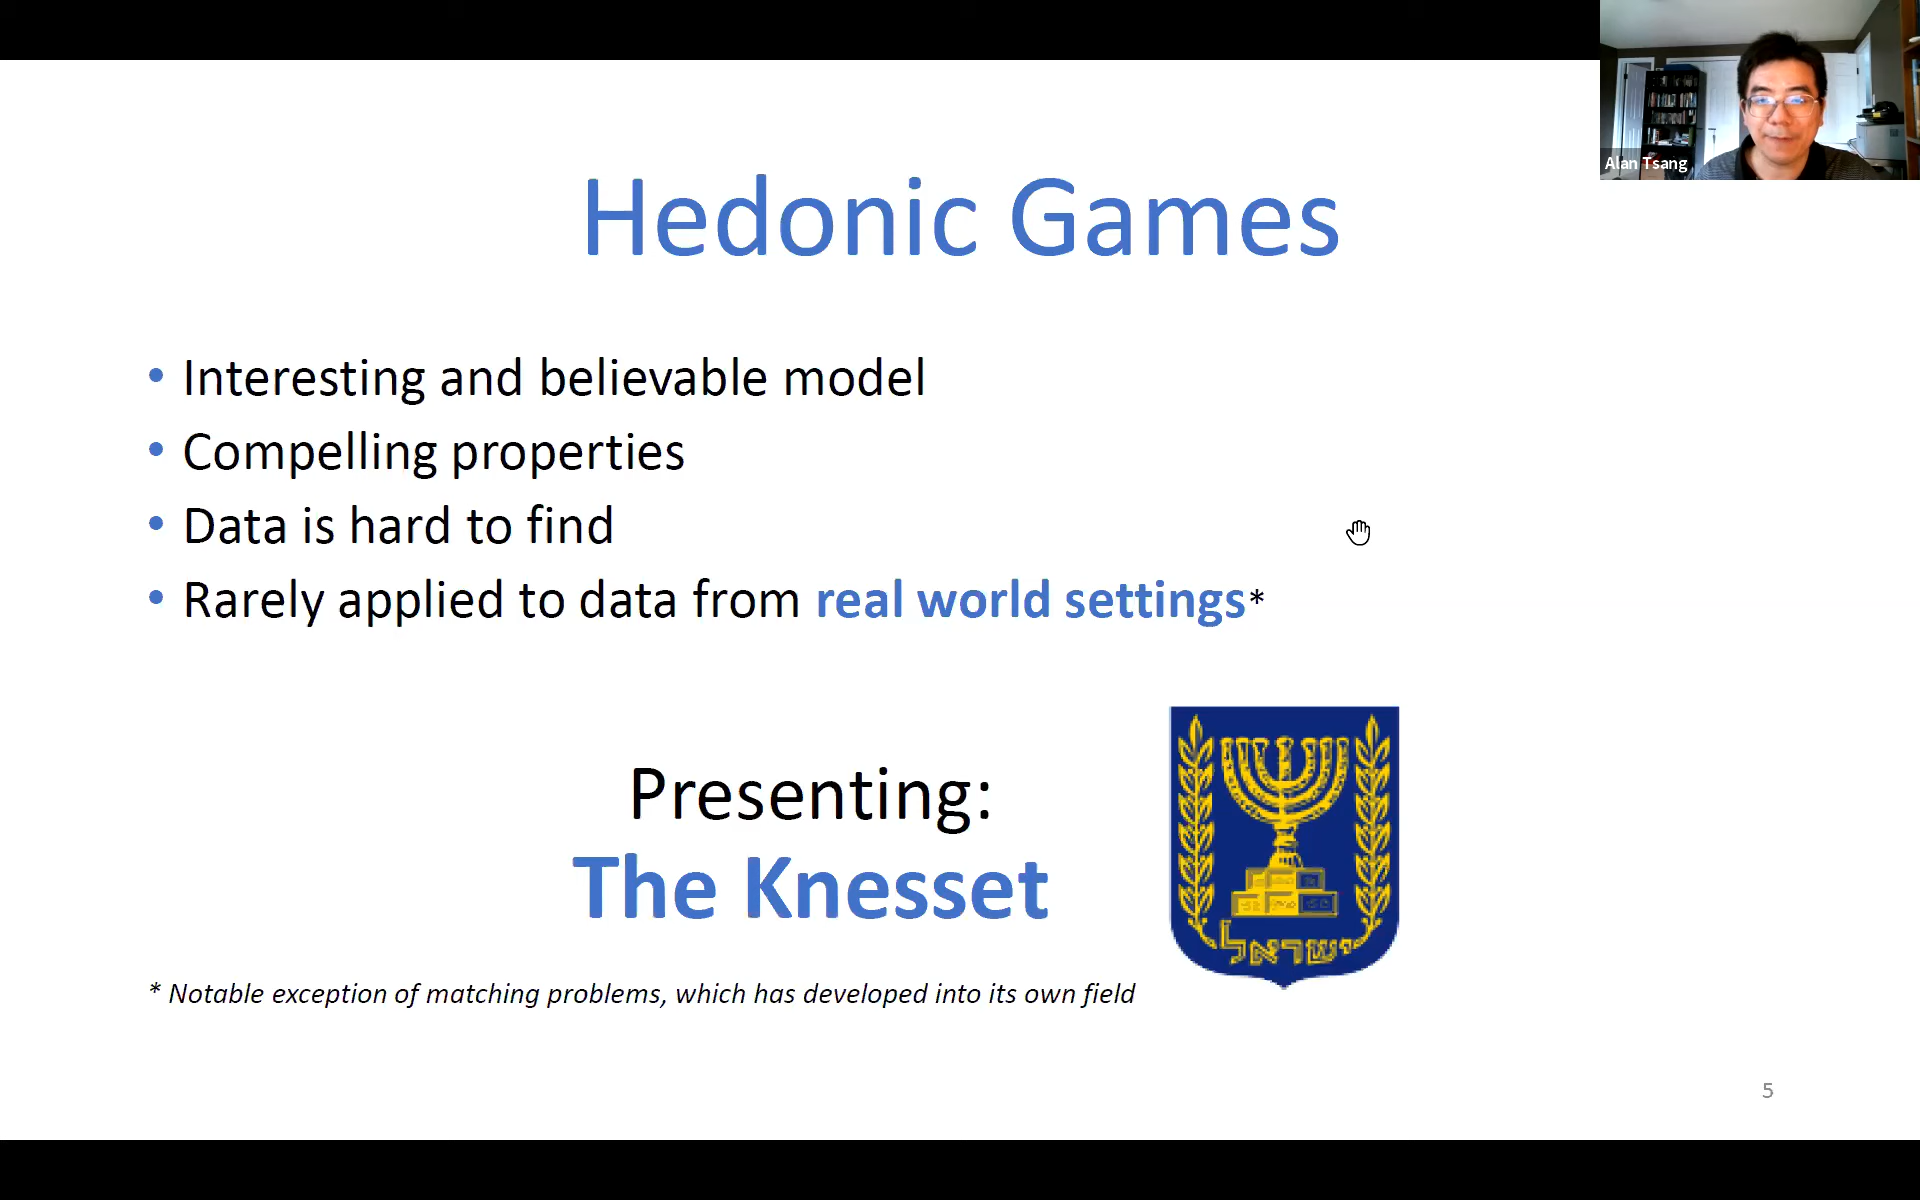 Alan Tsang
Hedonic Games
• Interesting and believable model
• Compelling properties
• Data is hard to find
• Rarely applied to data from real world settings*
Presenting:
The Knesset
ישראל
* Notable exception of matching problems, which has developed into its own field
5